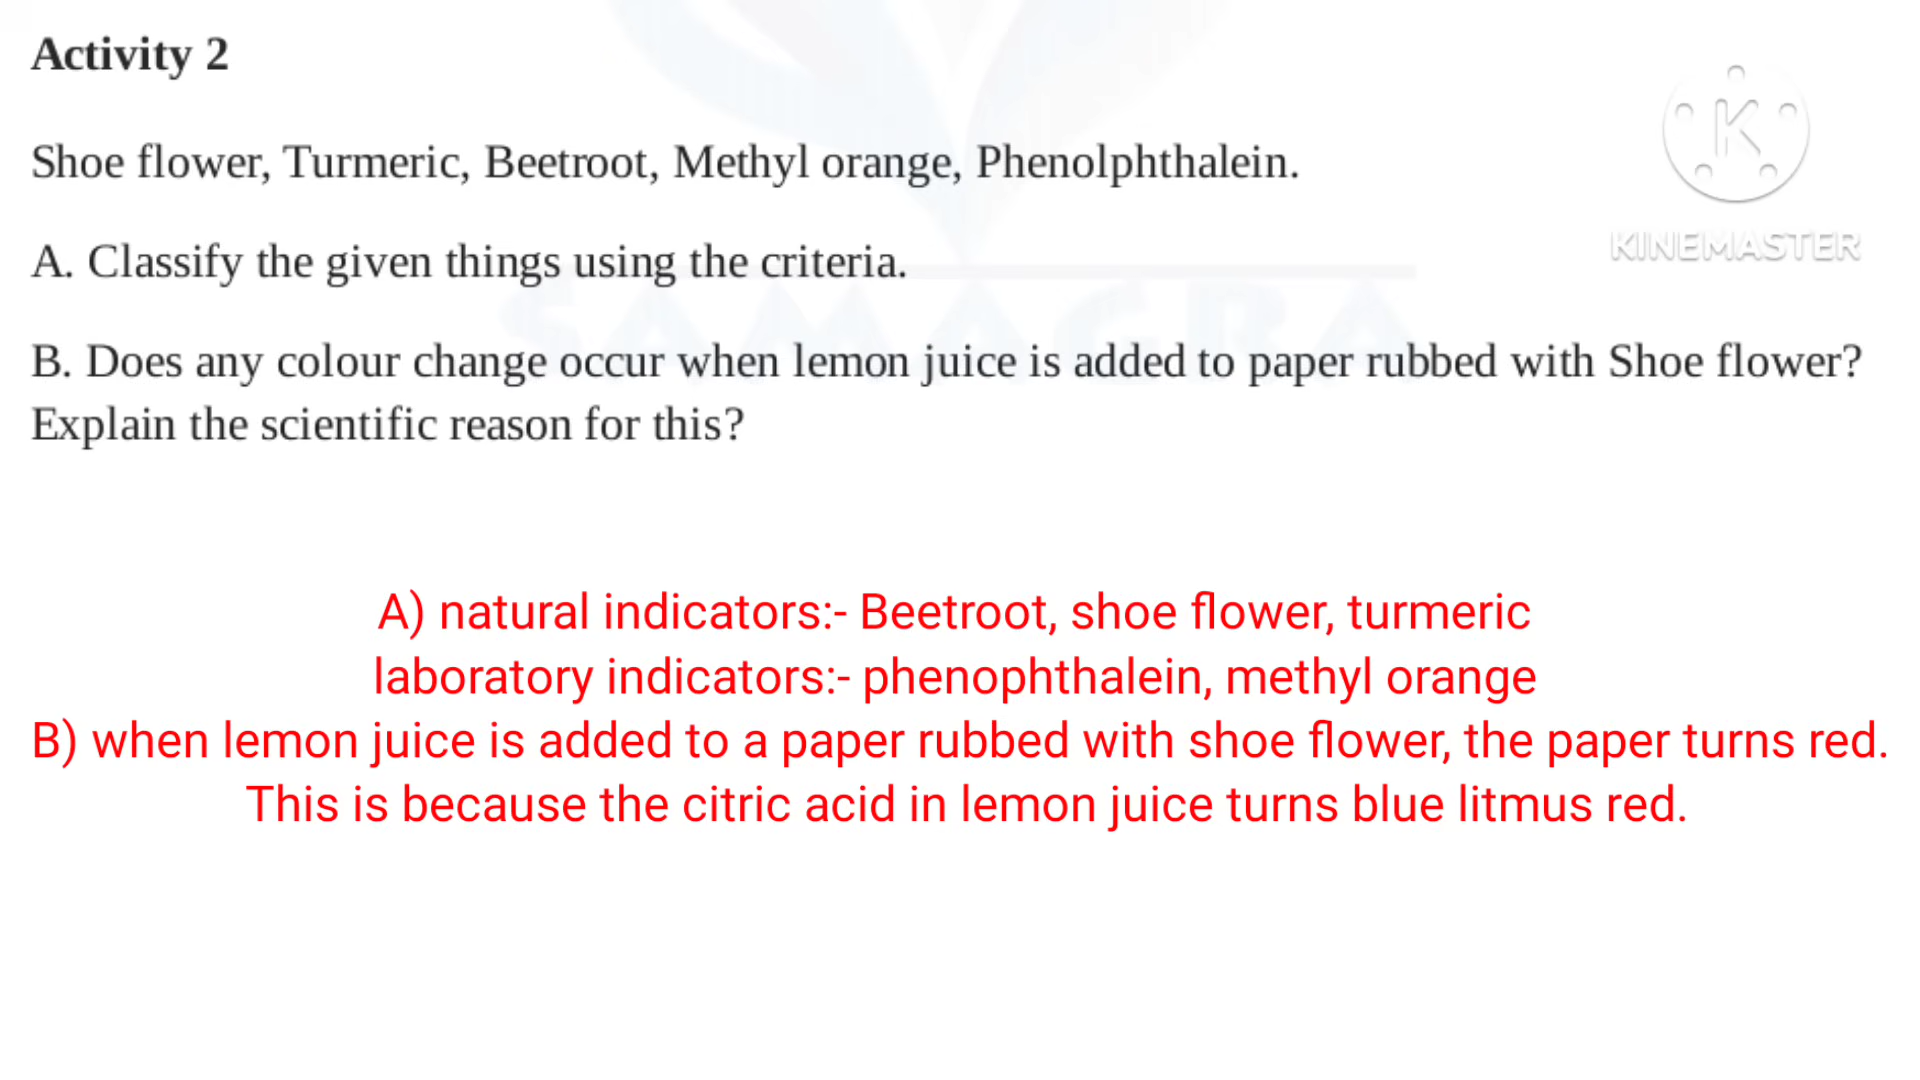 Activity 2
Shoe flower, Turmeric, Beetroot, Methyl orange, Phenolphthalein.
K
KINEMASTER
A. Classify the given things using the criteria.
SAMAGRA
B. Does any colour change occur when lemon juice is added to paper rubbed with Shoe flower?
Explain the scientific reason for this?
A) natural indicators:- Beetroot, shoe flower, turmeric
laboratory indicators:- phenophthalein, methyl orange
B) when lemon juice is added to a paper rubbed with shoe flower, the paper turns red.
This is because the citric acid in lemon juice turns blue litmus red.